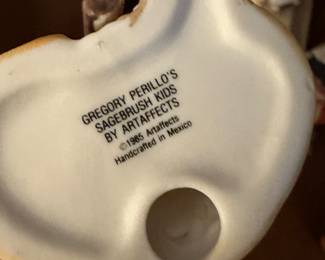 GREGORY PERILLO'S
SAGEBRUSH KIDS
BY ARTAFFECTS
©1985 Artaffects
Handcrafted in Mexico